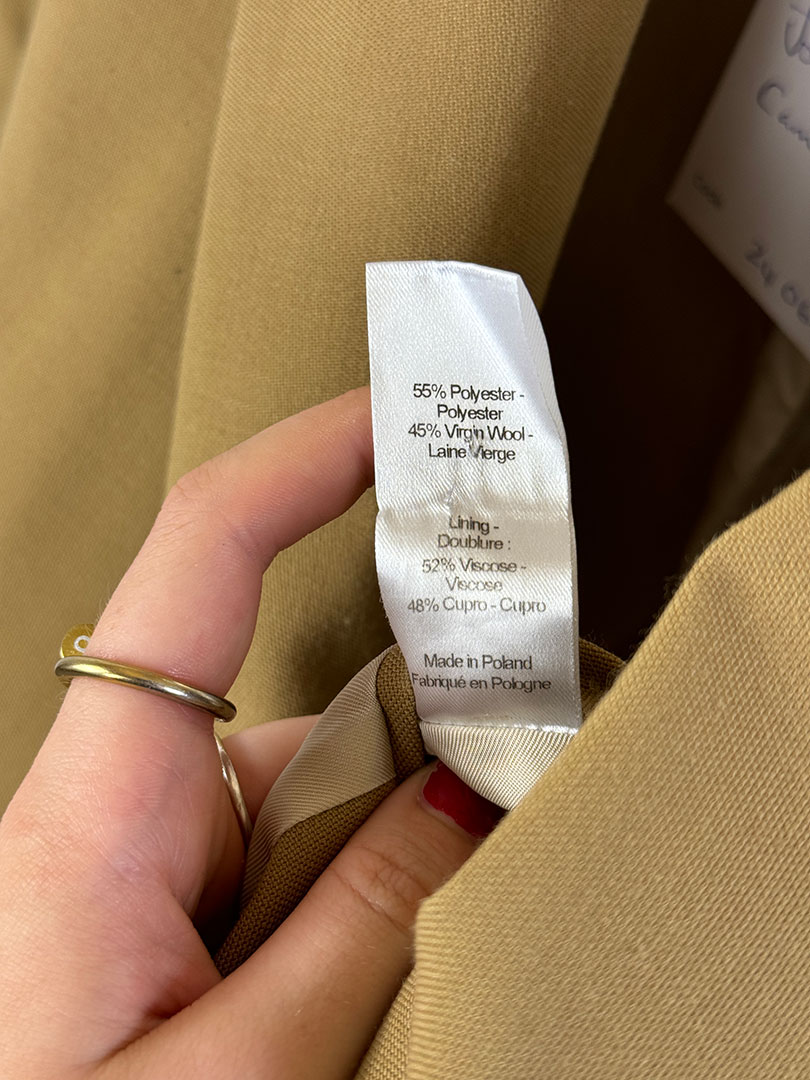 55% Polyester -
Polyester
45% Virgin Wool -
Laine Vierge
Lining -
Doublure :
52% Viscose -
Viscose
48% Cupro - Cupro
Made in Poland
Fabriqué en Pologne